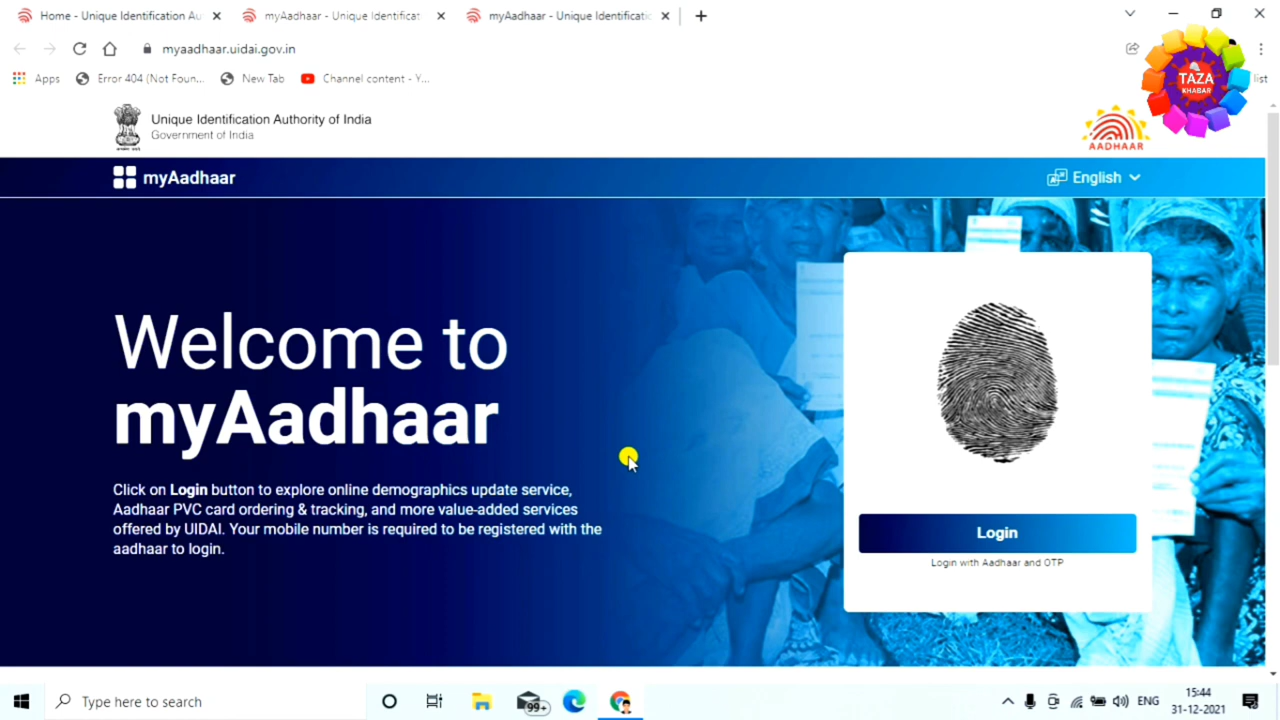 Home - Unique Identification Au
myAadhaar - Unique Identificat
myAadhaar - Unique Identificatio
myaadhaar.uidai.gov.in
Apps
Error 404 (Not Foun...
New Tab
Channel content - Y...
list
TAZA
KHABAR
Unique Identification Authority of India
Government of India
AADHAAR
myAadhaar
English
Welcome to
myAadhaar
Click on Login button to explore online demographics update service,
Aadhaar PVC card ordering & tracking, and more value-added services
offered by UIDAI. Your mobile number is required to be registered with the
aadhaar to login.
Login
Login with Aadhaar and OTP
Type here to search
99+
ENG
15:44
31-12-2021